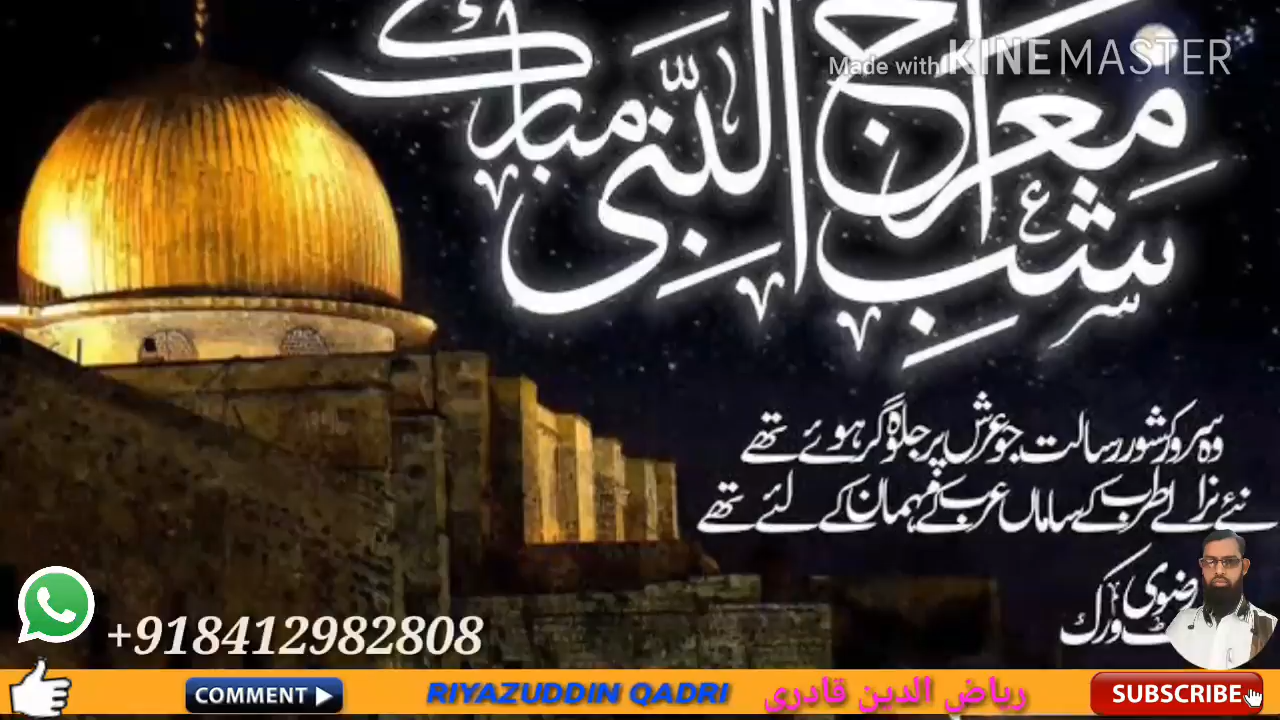 Made with KINEMASTER
شبِ معراج النبیّ مبارک
وہ سرورِ کشورِ رسالت جو عرش پر جلوہ گر ہوئے تھے
نئے نرالے طرب کے ساماں عرب کے مہمان کے لئے تھے
رضوی
ورک
+918412982808
COMMENT
RIYAZUDDIN QADRI
ریاض الدین قادری
SUBSCRIBE